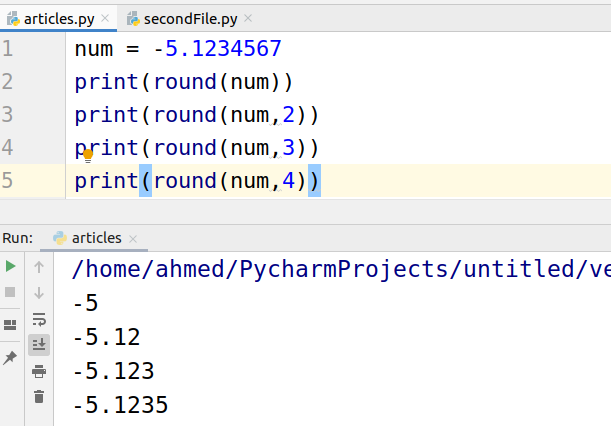 articles.py × secondFile.py ×
1 num = -5.1234567
2 print(round(num))
3 print(round(num,2))
4 print(round(num,3))
5 print(round(num,4))
Run: articles ×
/home/ahmed/PycharmProjects/untitled/ve
-5
-5.12
-5.123
-5.1235